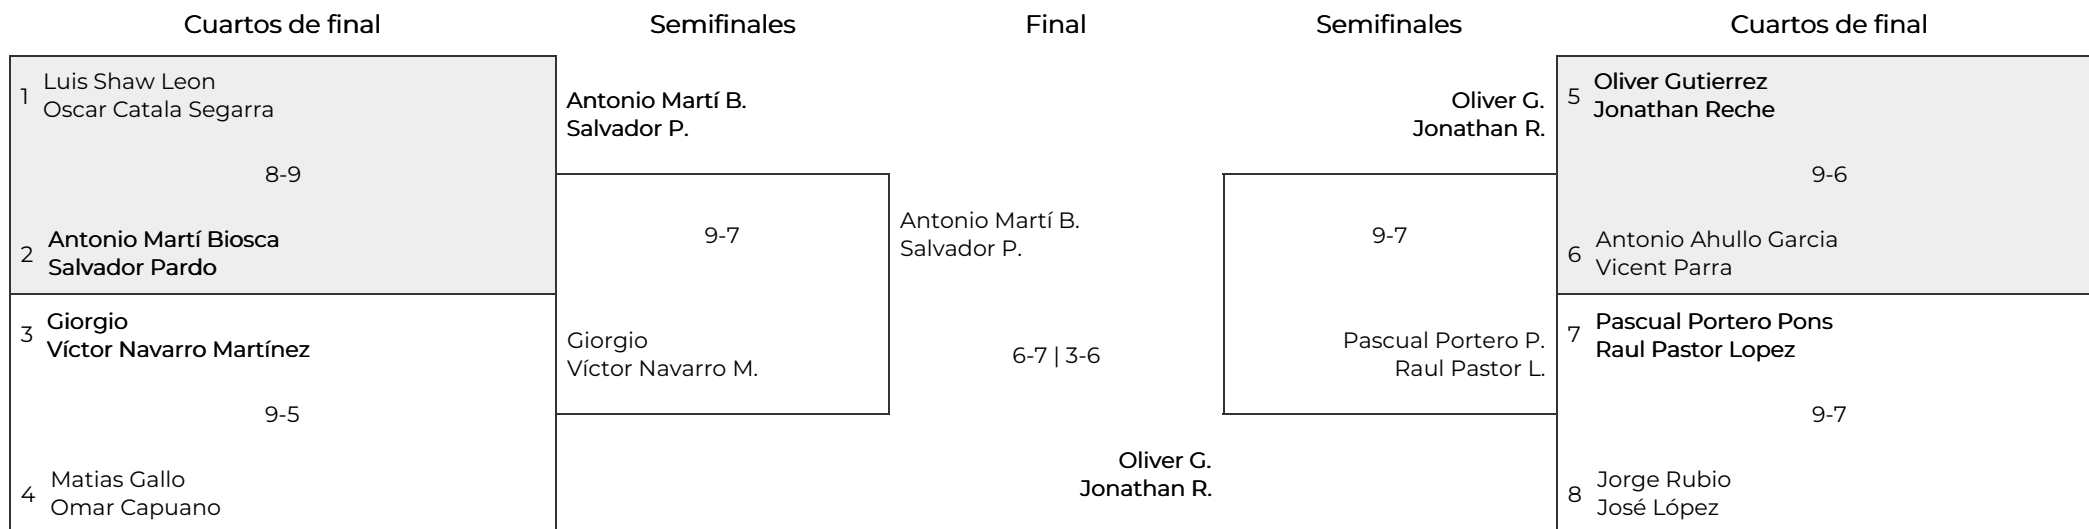 Cuartos de final
Semifinales
Final
Semifinales
Cuartos de final
1
Luis Shaw Leon
Oscar Catala Segarra
8-9
2
Antonio Martí Biosca
Salvador Pardo
3
Giorgio
Víctor Navarro Martínez
9-5
4
Matias Gallo
Omar Capuano
Antonio Martí B.
Salvador P.
9-7
Giorgio
Víctor Navarro M.
Antonio Martí B.
Salvador P.
6-7 | 3-6
Oliver G.
Jonathan R.
Oliver G.
Jonathan R.
9-7
Pascual Portero P.
Raul Pastor L.
5
Oliver Gutierrez
Jonathan Reche
9-6
6
Antonio Ahullo Garcia
Vicent Parra
7
Pascual Portero Pons
Raul Pastor Lopez
9-7
8
Jorge Rubio
José López